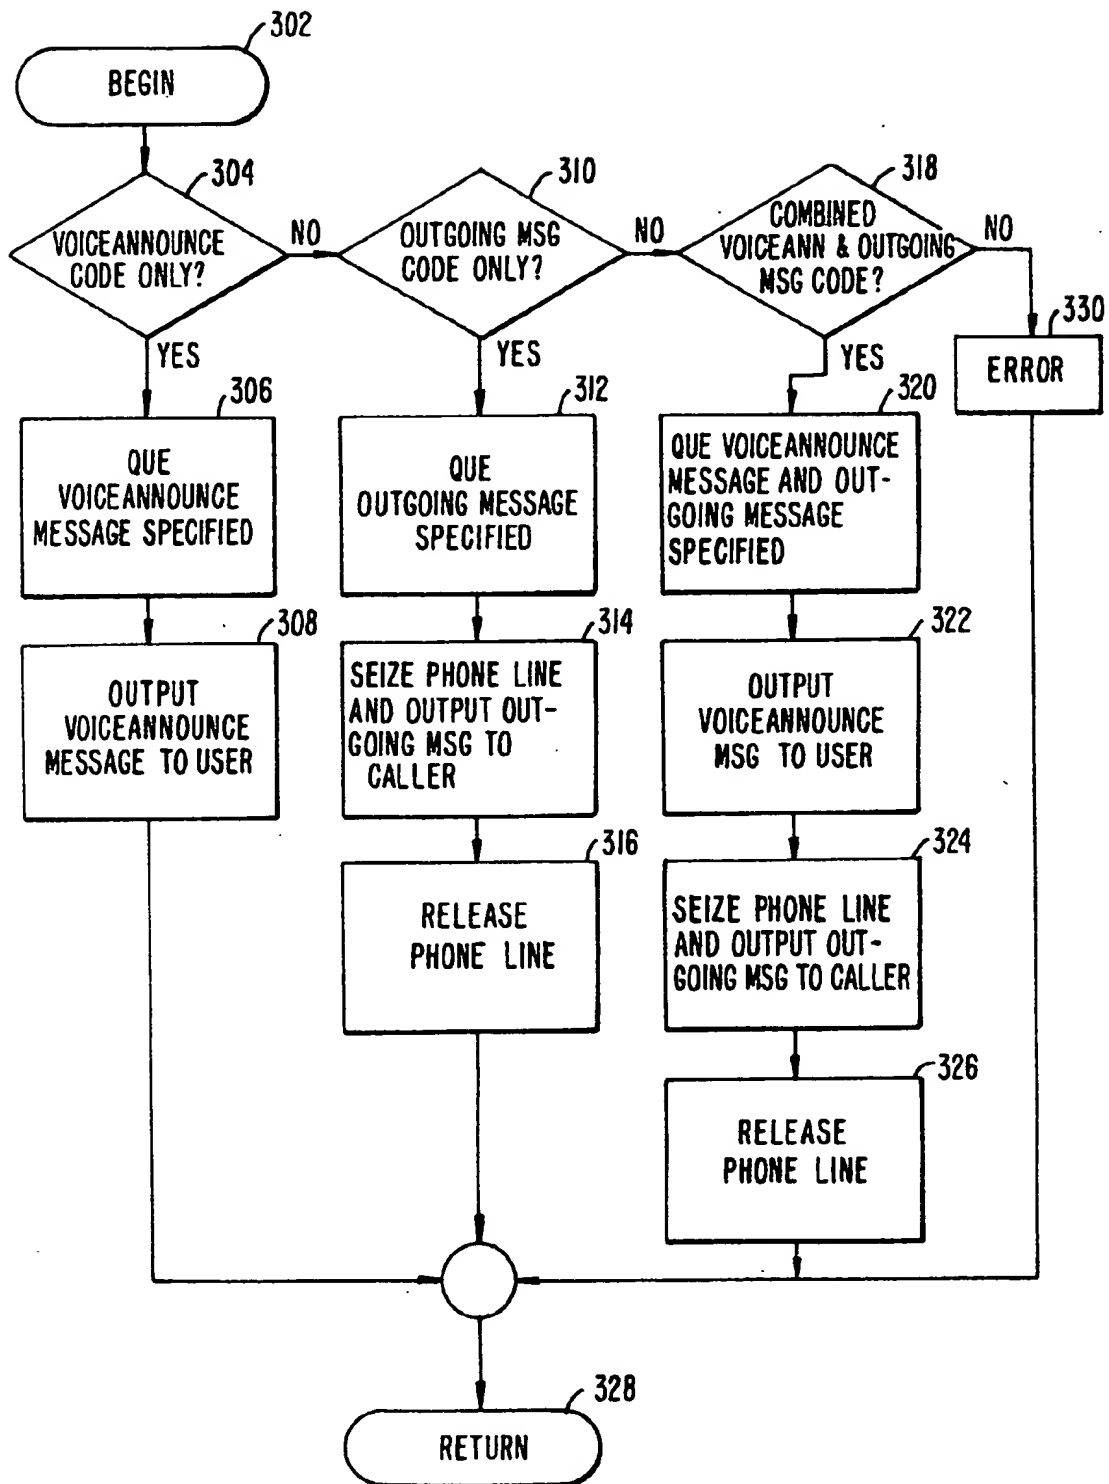 302
BEGIN
304
VOICEANNOUNCE
CODE ONLY?
NO
YES
310
OUTGOING MSG
CODE ONLY?
NO
YES
318
COMBINED
VOICEANN & OUTGOING
MSG CODE?
NO
YES
330
ERROR
306
QUE
VOICEANNOUNCE
MESSAGE SPECIFIED
312
QUE
OUTGOING MESSAGE
SPECIFIED
320
QUE VOICEANNOUNCE
MESSAGE AND OUT-
GOING MESSAGE
SPECIFIED
308
OUTPUT
VOICEANNOUNCE
MESSAGE TO USER
314
SEIZE PHONE LINE
AND OUTPUT OUT-
GOING MSG TO
CALLER
322
OUTPUT
VOICEANNOUNCE
MSG TO USER
316
RELEASE
PHONE LINE
324
SEIZE PHONE LINE
AND OUTPUT OUT-
GOING MSG TO CALLER
326
RELEASE
PHONE LINE
328
RETURN